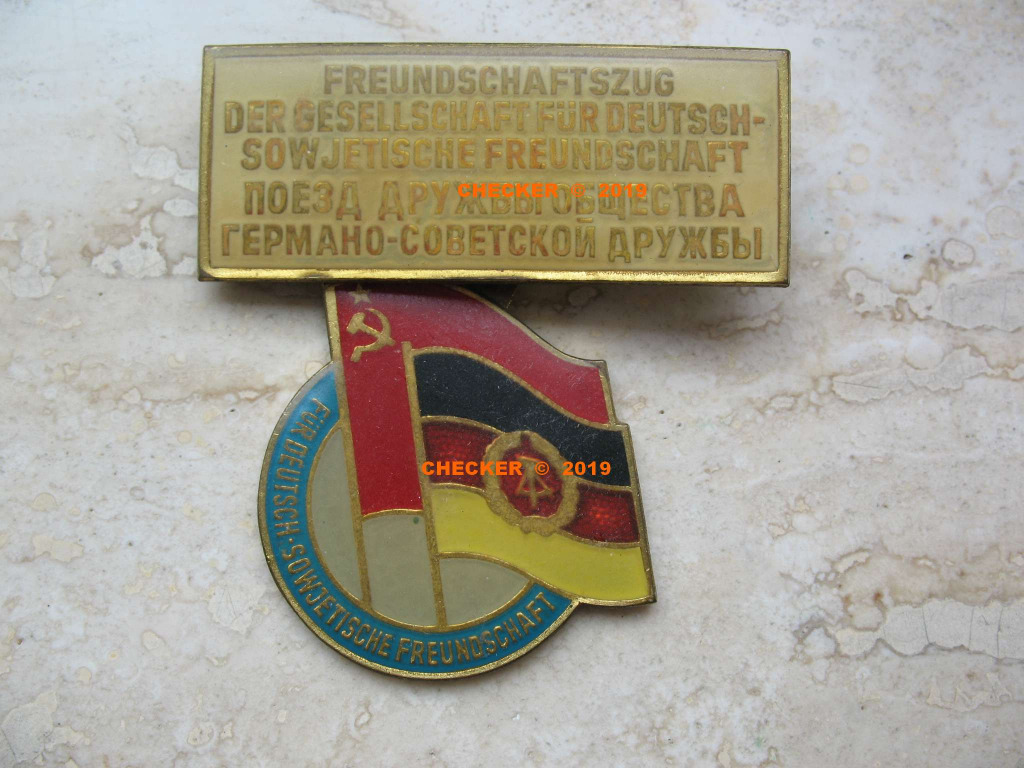 FREUNDSCHAFTSZUG
DER GESELLSCHAFT FÜR DEUTSCH-
SOWJETISCHE FREUNDSCHAFT
ПОЕЗД ДРУЖБЫ ОБЩЕСТВА
ГЕРМАНО-СОВЕТСКОЙ ДРУЖБЫ
CHECKER © 2019
CHECKER © 2019
FÜR DEUTSCH-SOWJETISCHE FREUNDSCHAFT